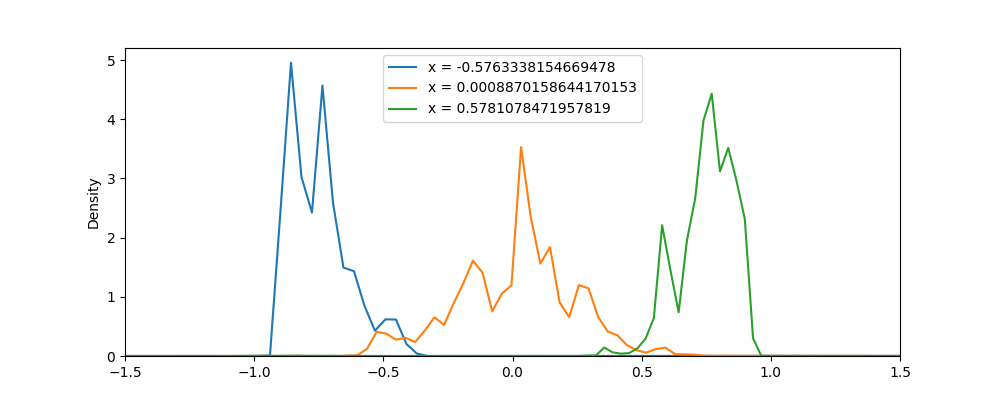 x = -0.5763338154669478
x = 0.0008870158644170153
x = 0.5781078471957819
Density
5
4
3
2
1
0
−1.5 −1.0 −0.5 0.0 0.5 1.0 1.5